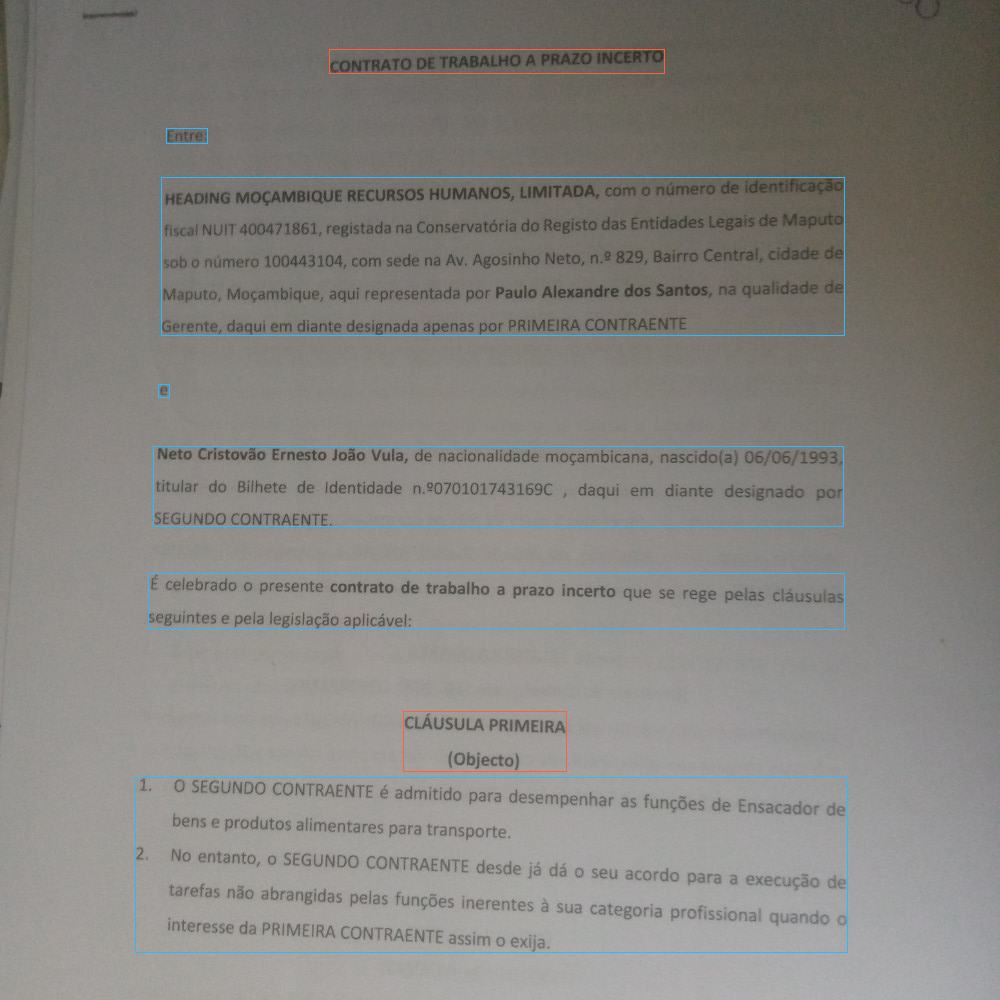 CONTRATO DE TRABALHO A PRAZO INCERTO
Entre:
HEADING MOÇAMBIQUE RECURSOS HUMANOS, LIMITADA, com o número de identificação
fiscal NUIT 400471861, registada na Conservatória do Registo das Entidades Legais de Maputo
sob o número 100443104, com sede na Av. Agosinho Neto, n.º 829, Bairro Central, cidade de
Maputo, Moçambique, aqui representada por Paulo Alexandre dos Santos, na qualidade de
Gerente, daqui em diante designada apenas por PRIMEIRA CONTRAENTE
e
Neto Cristovão Ernesto João Vula, de nacionalidade moçambicana, nascido(a) 06/06/1993,
titular do Bilhete de Identidade n.º070101743169C , daqui em diante designado por
SEGUNDO CONTRAENTE.
É celebrado o presente contrato de trabalho a prazo incerto que se rege pelas cláusulas
seguintes e pela legislação aplicável:
CLÁUSULA PRIMEIRA
(Objecto)
1. O SEGUNDO CONTRAENTE é admitido para desempenhar as funções de Ensacador de
bens e produtos alimentares para transporte.
2. No entanto, o SEGUNDO CONTRAENTE desde já dá o seu acordo para a execução de
tarefas não abrangidas pelas funções inerentes à sua categoria profissional quando o
interesse da PRIMEIRA CONTRAENTE assim o exija.